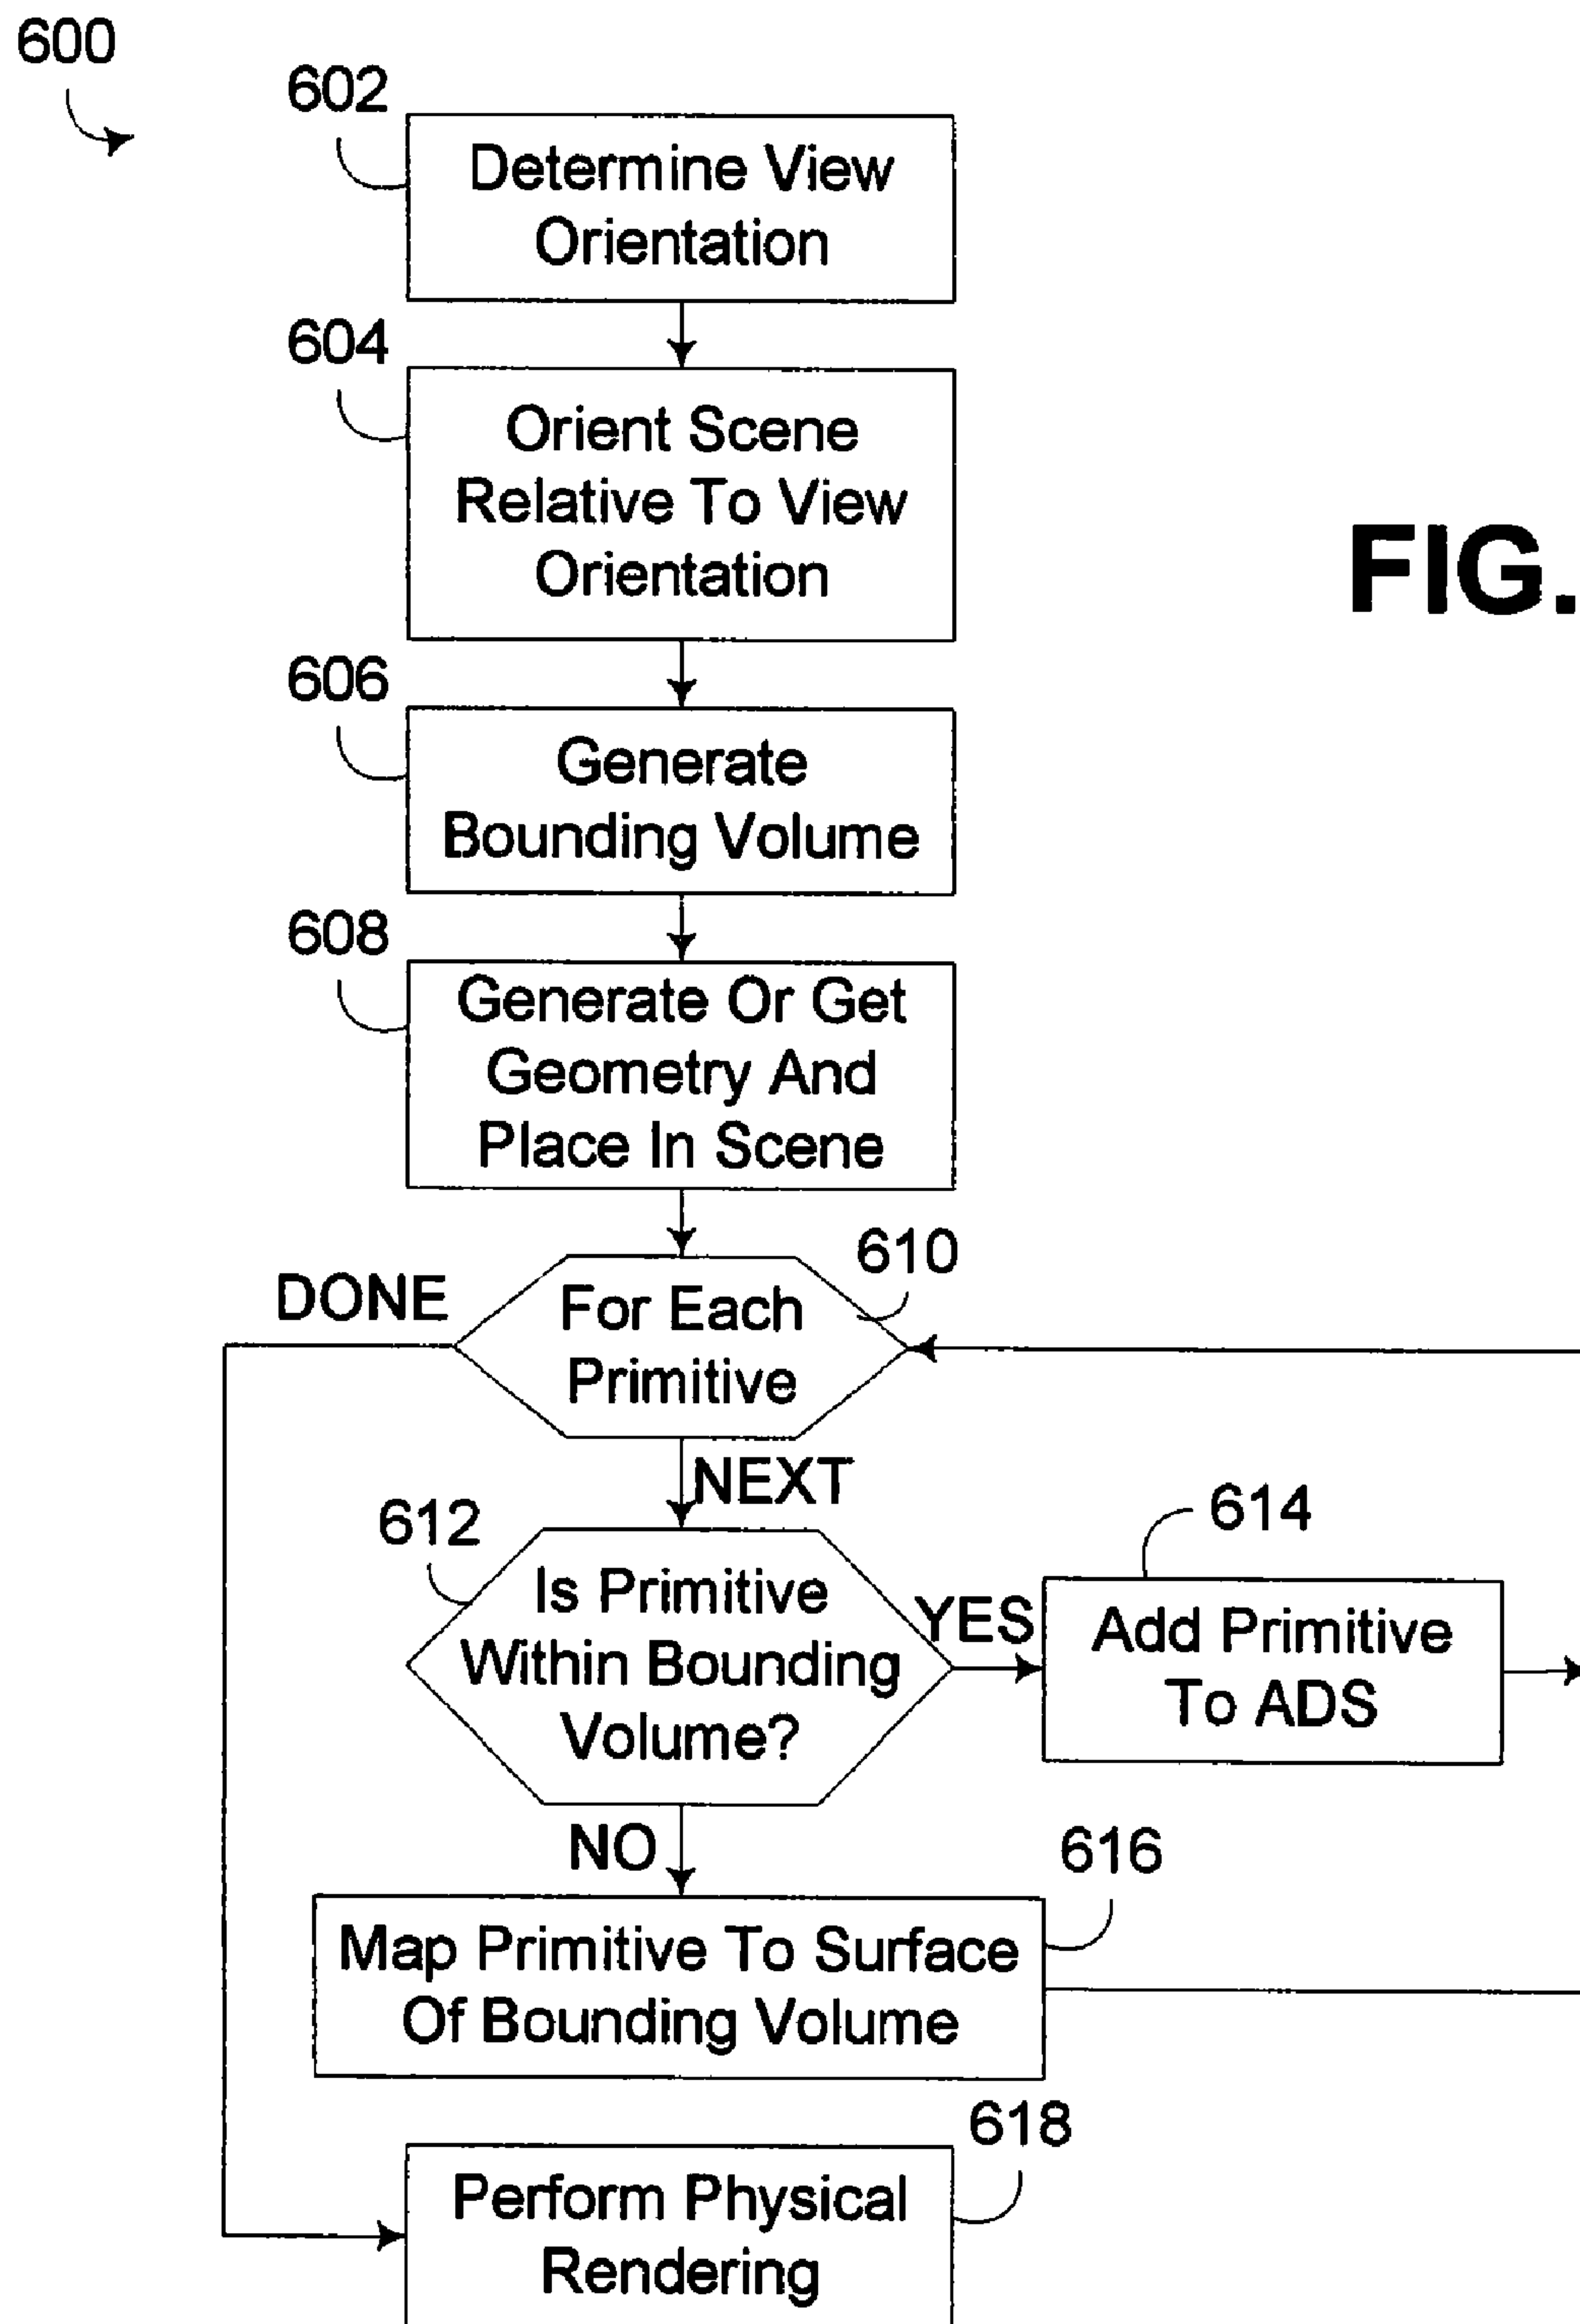 600
602
Determine View
Orientation
604
Orient Scene
Relative To View
Orientation
FIG.
606
Generate
Bounding Volume
608
Generate Or Get
Geometry And
Place In Scene
610
DONE
For Each
Primitive
NEXT
612
614
Is Primitive
Within Bounding
Volume?
YES
Add Primitive
To ADS
NO
616
Map Primitive To Surface
Of Bounding Volume
618
Perform Physical
Rendering